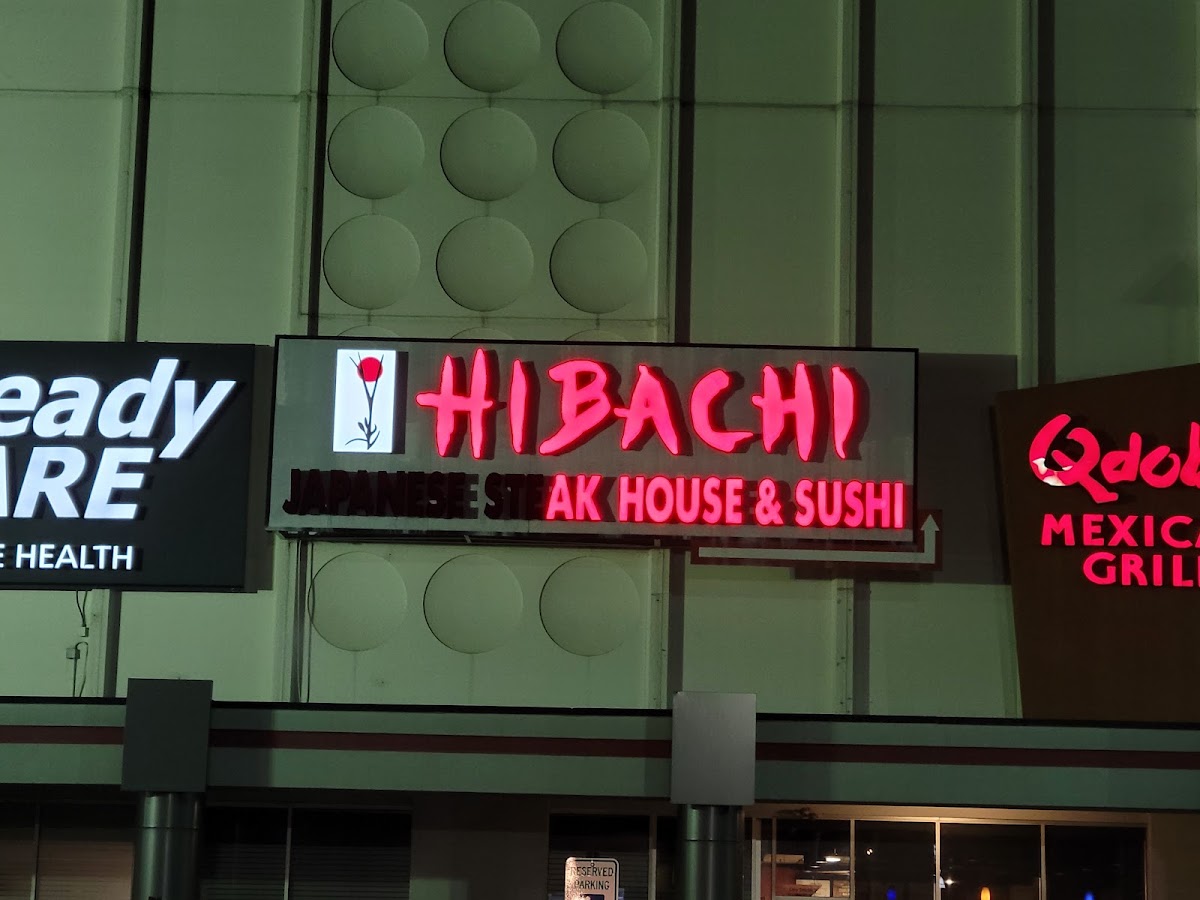 eady
ARE
E HEALTH
HIBACHI
JAPANESE STEAK HOUSE & SUSHI
Qdob
MEXICA
GRIL
RESERVED
PARKING